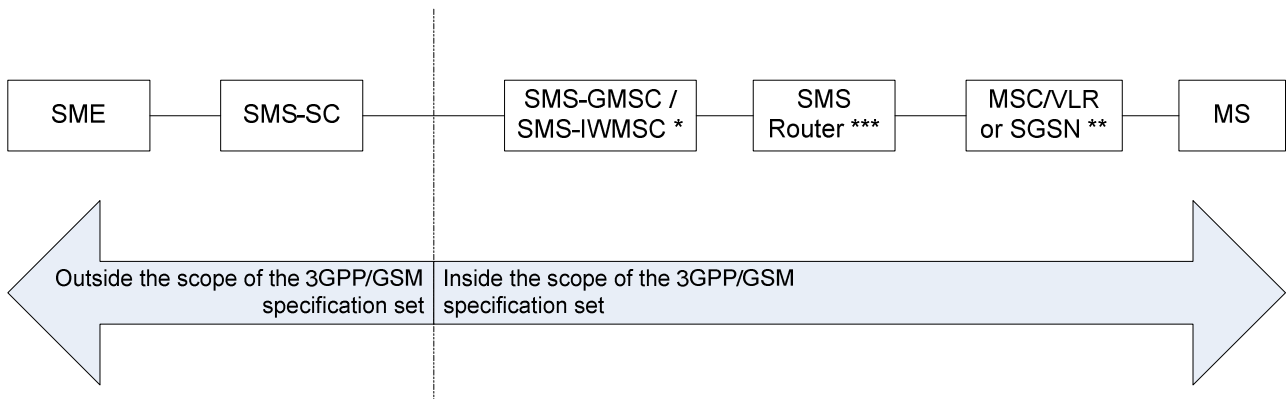 SME
SMS-SC
SMS-GMSC /
SMS-IWMSC *
SMS
Router ***
MSC/VLR
or SGSN **
MS
Outside the scope of the 3GPP/GSM
specification set
Inside the scope of the 3GPP/GSM
specification set